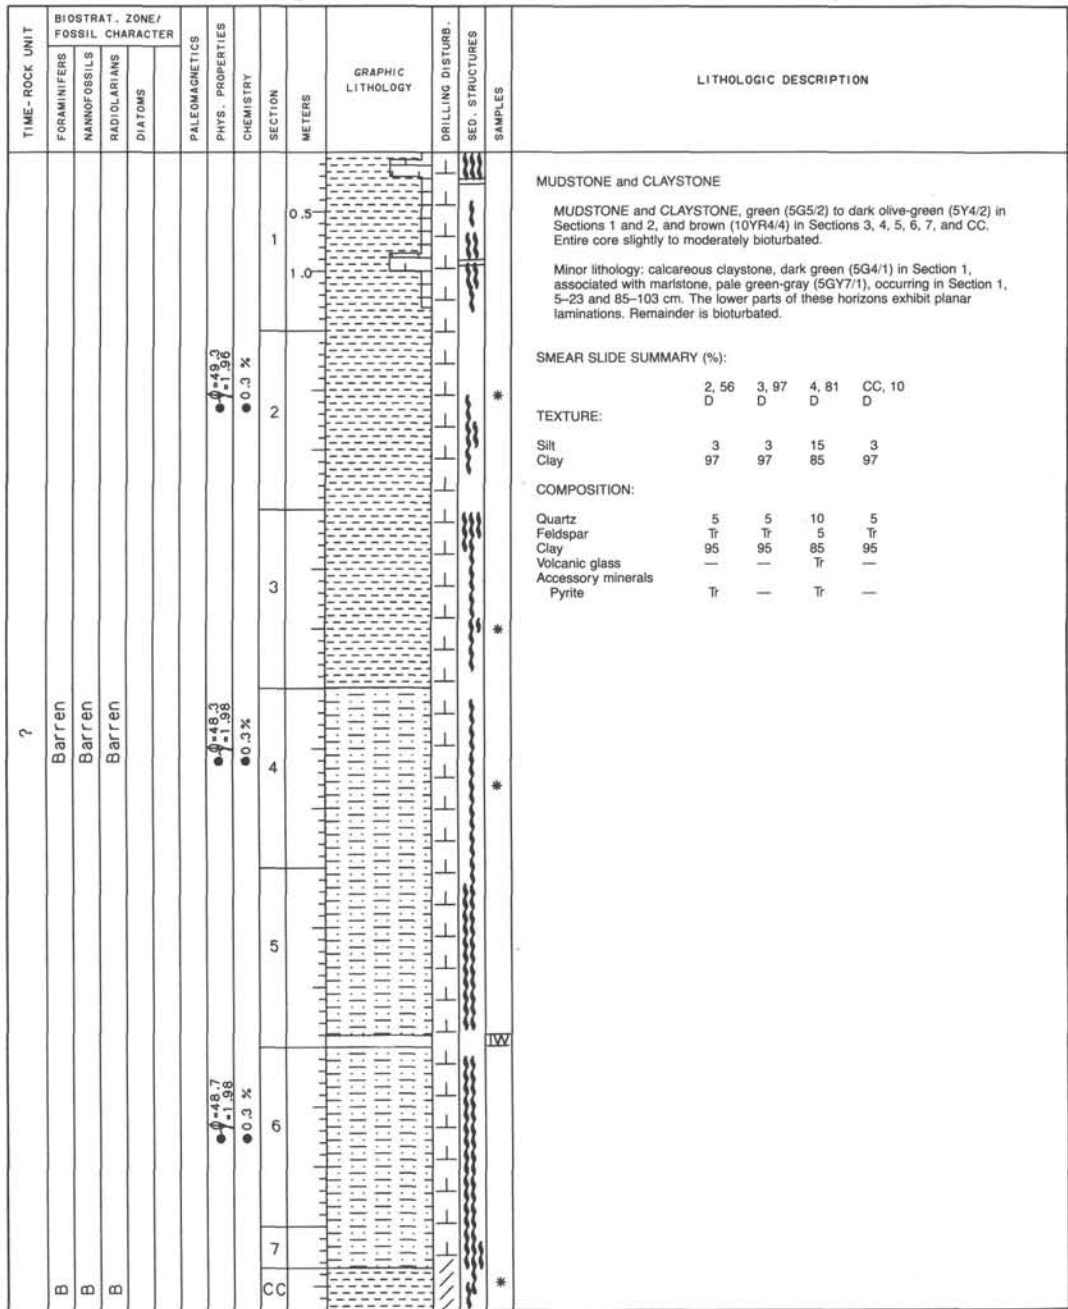 TIME-ROCK UNIT
BIOSTRAT. ZONE/
FOSSIL CHARACTER
FORAMINIFERS
NANNOFOSSILS
RADIOLARIANS
DIATOMS
PALEOMAGNETICS
PHYS. PROPERTIES
CHEMISTRY
SECTION
METERS
GRAPHIC
LITHOLOGY
DRILLING DISTURB.
SED. STRUCTURES
SAMPLES
LITHOLOGIC DESCRIPTION
0.5
1
1.0
MUDSTONE and CLAYSTONE
MUDSTONE and CLAYSTONE, green (5G5/2) to dark olive-green (5Y4/2) in
Sections 1 and 2, and brown (10YR4/4) in Sections 3, 4, 5, 6, 7, and CC.
Entire core slightly to moderately bioturbated.
Minor lithology: calcareous claystone, dark green (5G4/1) in Section 1,
associated with marlstone, pale green-gray (5GY7/1), occurring in Section 1,
5–23 and 85–103 cm. The lower parts of these horizons exhibit planar
laminations. Remainder is bioturbated.
SMEAR SLIDE SUMMARY (%):
2, 56 3, 97 4, 81 CC, 10
D D D D
TEXTURE:
Silt 3 3 15 3
Clay 97 97 85 97
COMPOSITION:
Quartz 5 5 10 5
Feldspar Tr Tr 5 Tr
Clay 95 95 85 95
Volcanic glass — — Tr —
Accessory minerals
Pyrite Tr — Tr —
ϕ=49.3
γ=1.96
● 0.3 %
2
*
3
*
?
Barren
Barren
Barren
ϕ=48.3
γ=1.98
● 0.3 %
4
*
5
IW
ϕ=48.7
γ=1.98
● 0.3 %
6
7
B
B
B
CC
*